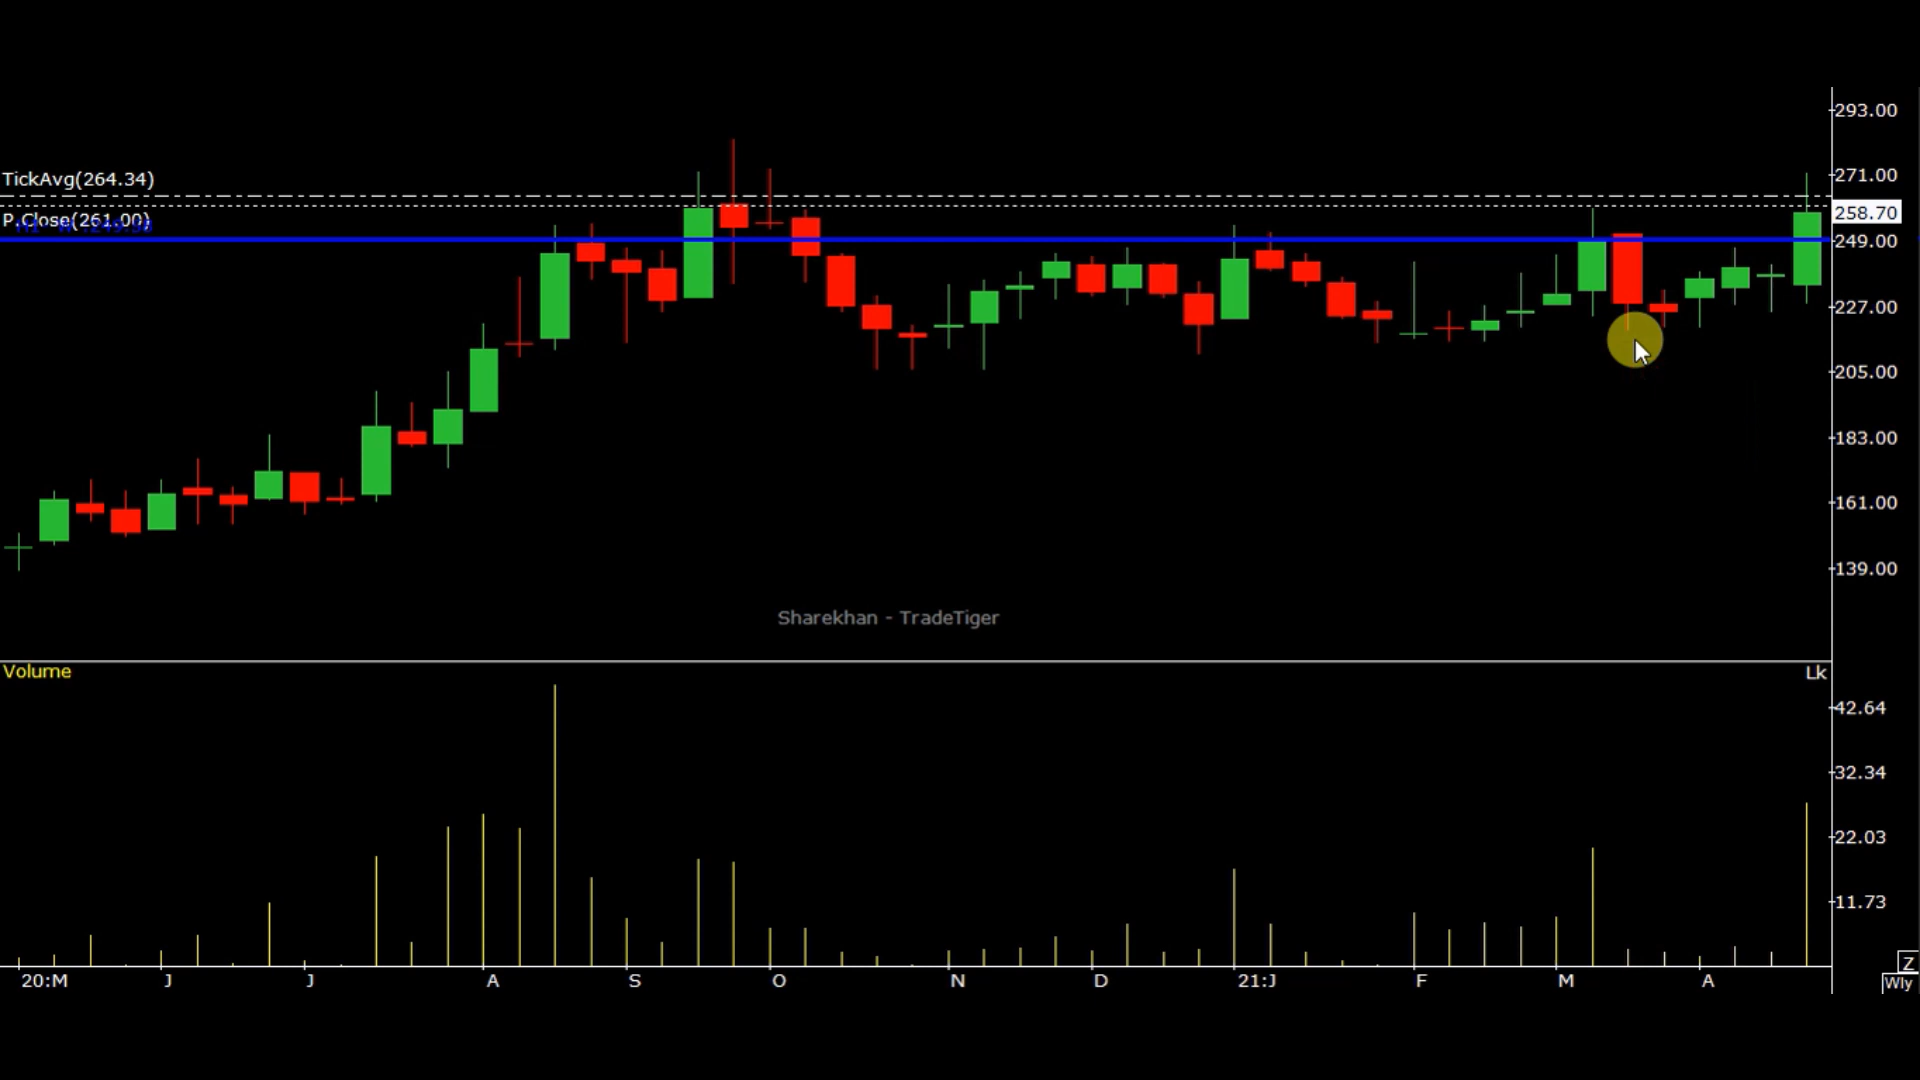 293.00
TickAvg(264.34)
271.00
P.Close(261.00)
258.70
249.00
227.00
205.00
183.00
161.00
139.00
Sharekhan - TradeTiger
Volume
Lk
42.64
32.34
22.03
11.73
Z
20:M J J A S O N D 21:J F M A
Wly